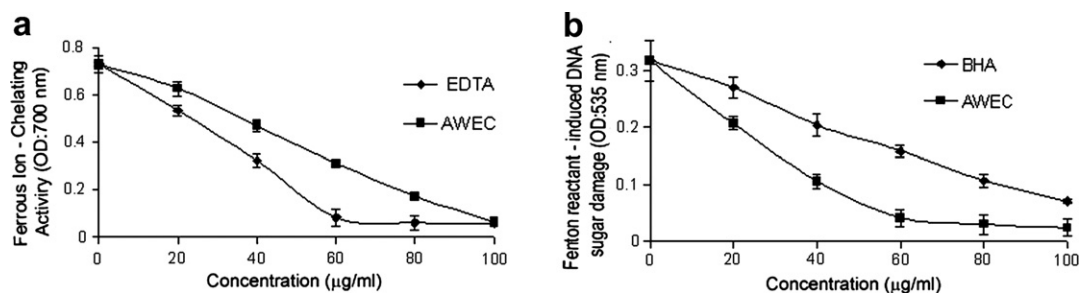 a
Ferrous Ion - Chelating
Activiry (OD:700 nm)
0.8
0.6
0.4
0.2
0
EDTA
AWEC
0 20 40 60 80 100
Concentration (µg/ml)
b
Fenton reactant - induced DNA
sugar damage (OD:535 nm)
0.3
0.2
0.1
0
BHA
AWEC
0 20 40 60 80 100
Concentration (µg/ml)